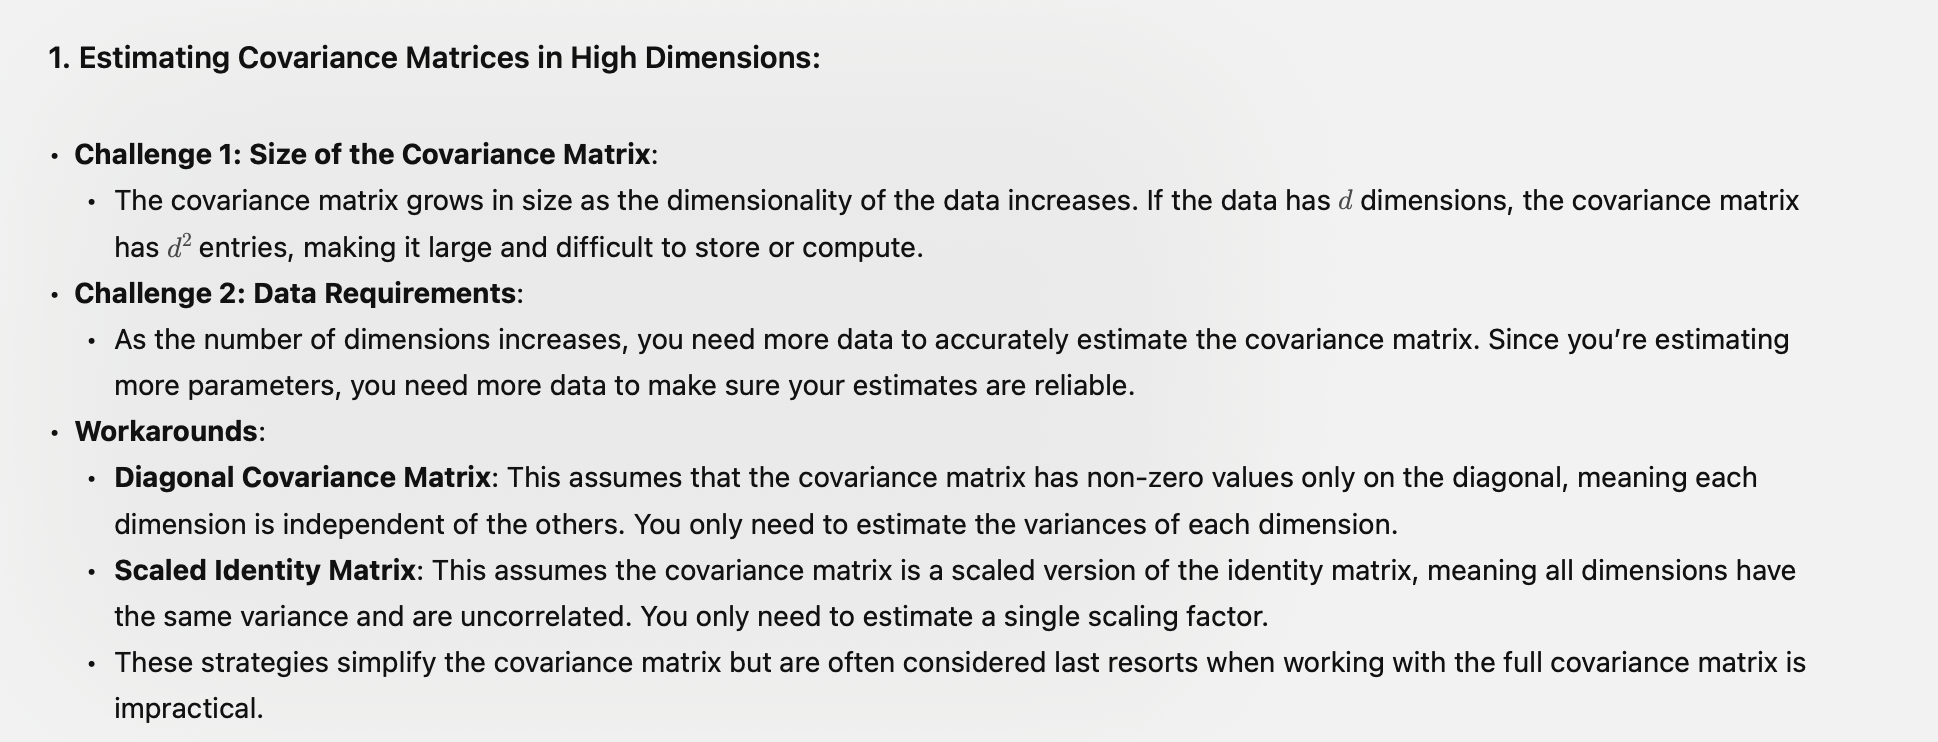 1. Estimating Covariance Matrices in High Dimensions:
• Challenge 1: Size of the Covariance Matrix:
• The covariance matrix grows in size as the dimensionality of the data increases. If the data has d dimensions, the covariance matrix
has d² entries, making it large and difficult to store or compute.
• Challenge 2: Data Requirements:
• As the number of dimensions increases, you need more data to accurately estimate the covariance matrix. Since you’re estimating
more parameters, you need more data to make sure your estimates are reliable.
• Workarounds:
• Diagonal Covariance Matrix: This assumes that the covariance matrix has non-zero values only on the diagonal, meaning each
dimension is independent of the others. You only need to estimate the variances of each dimension.
• Scaled Identity Matrix: This assumes the covariance matrix is a scaled version of the identity matrix, meaning all dimensions have
the same variance and are uncorrelated. You only need to estimate a single scaling factor.
• These strategies simplify the covariance matrix but are often considered last resorts when working with the full covariance matrix is
impractical.